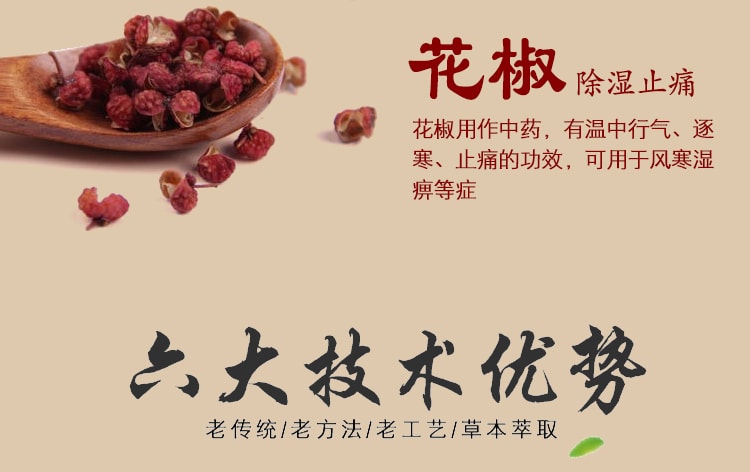 花椒 除湿止痛
花椒用作中药，有温中行气、逐
寒、止痛的功效，可用于风寒湿
痹等症
六大技术优势
老传统/老方法/老工艺/草本萃取